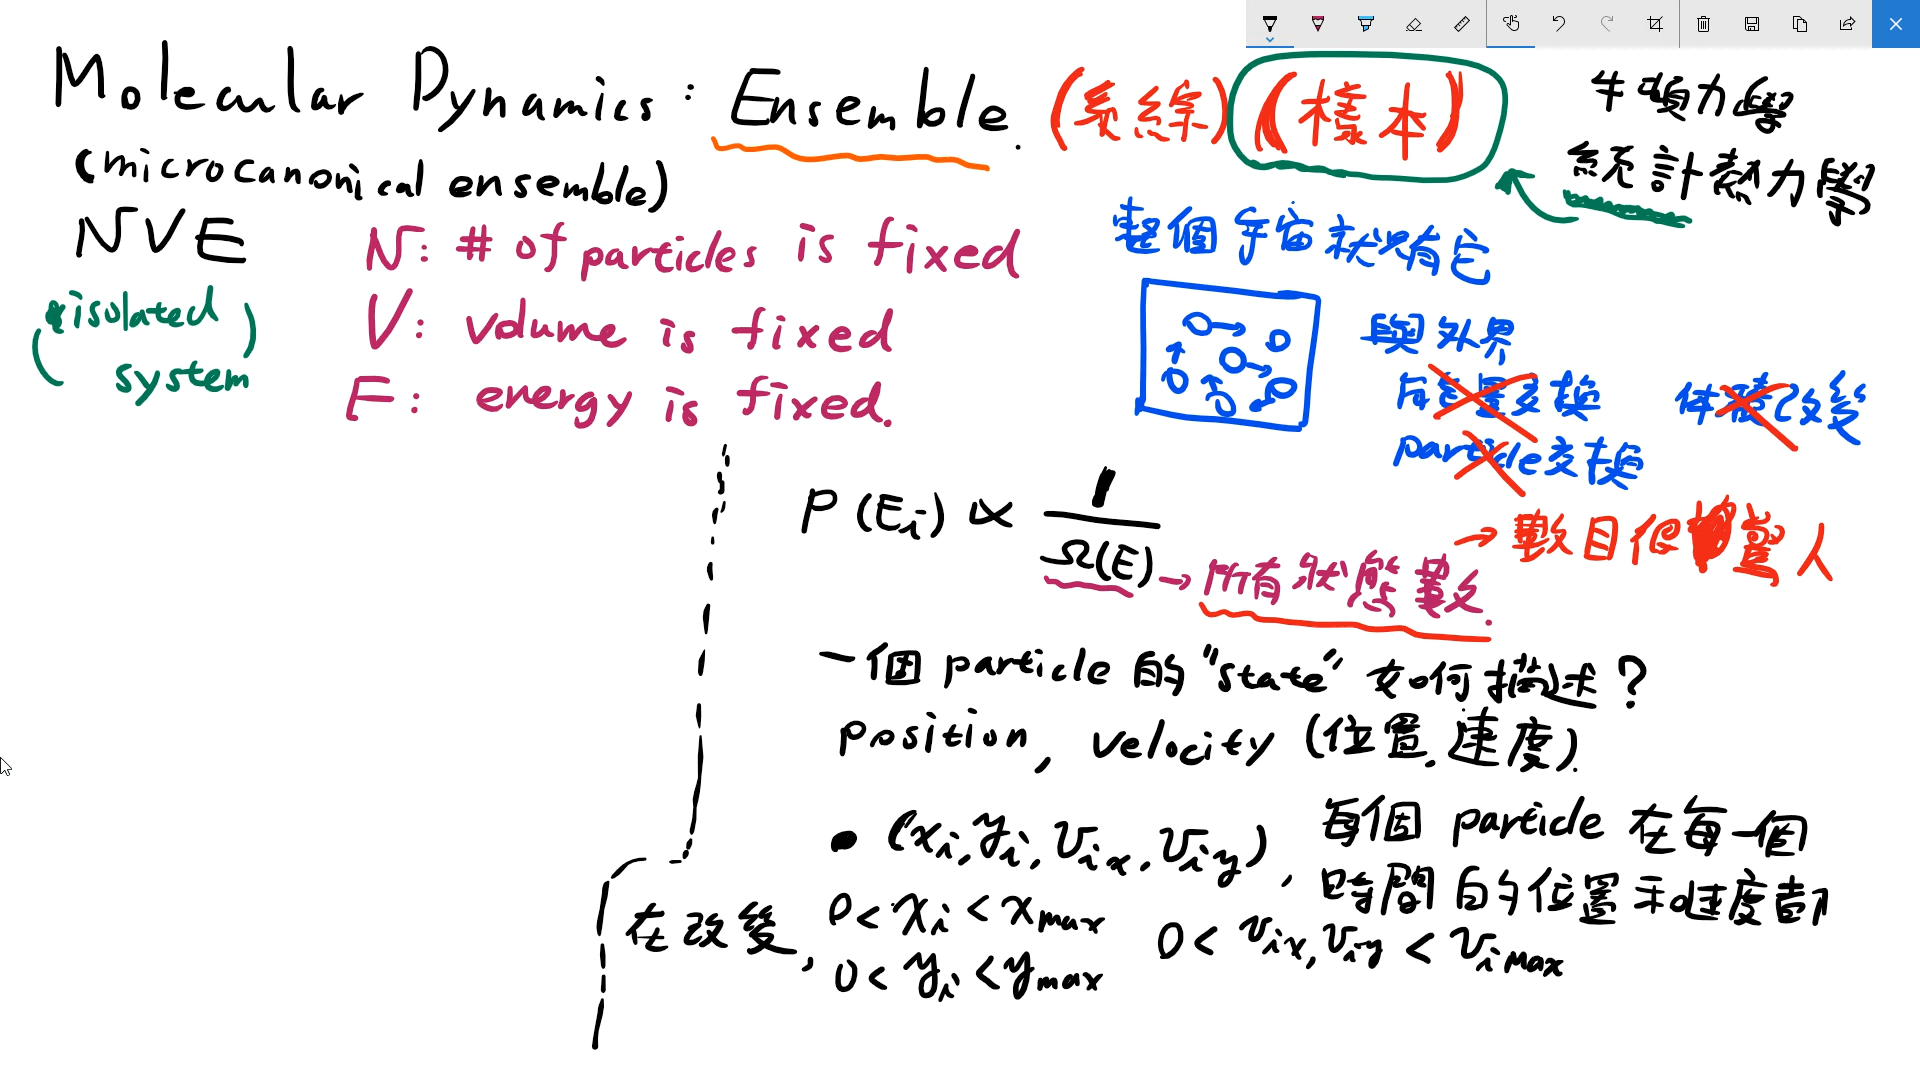 Molecular Dynamics: Ensemble. (系綜) (樣本)
牛頓力學
統計熱力學
(microcanonical ensemble)
NVE
(isolated system)
N: # of particles is fixed
V: volume is fixed
E: energy is fixed.
整個宇宙就只有它
與外界
能量交換
體積改變
particle交換
P(Ei) ∝ 1/Ω(E) → 所有狀態數.
→ 數目很驚人
一個 particle 的 "state" 如何描述?
position, velocity (位置.速度).
• (xi, yi, vix, viy), 每個 particle 在每一個
時間的位置和速度都
在改變, 0 < xi < xmax
0 < vix, viy < vi max
0 < yi < ymax